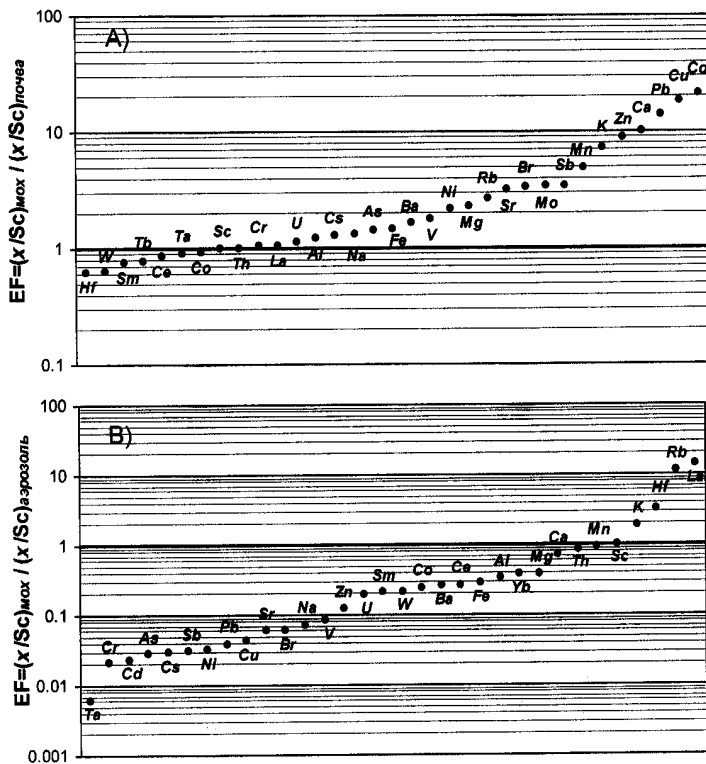 A)
EF=(x/Sc)мох / (x/Sc)почва
100
10
1
0.1
Hf W Sm Tb Ce Ta Co Sc Th Cr La U Al Cs Na As Fe Ba V Ni Mg Rb Sr Br Mo Sb Mn K Zn Ca Pb Cu
B)
EF=(x/Sc)мох / (x/Sc)аэрозоль
100
10
1
0.1
0.01
0.001
Ta Cr Cd As Cs Sb Ni Pb Cu Sr Br Na V Zn U Sm W Co Ba Ce Fe Al Yb Mg Ca Th Mn Sc K Hf Rb La